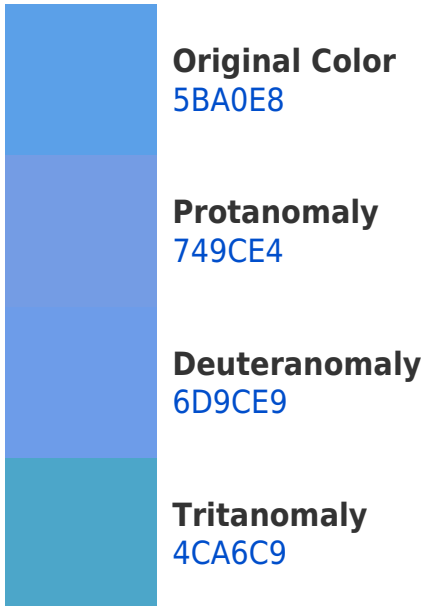 Original Color
5BA0E8
Protanomaly
749CE4
Deuteranomaly
6D9CE9
Tritanomaly
4CA6C9